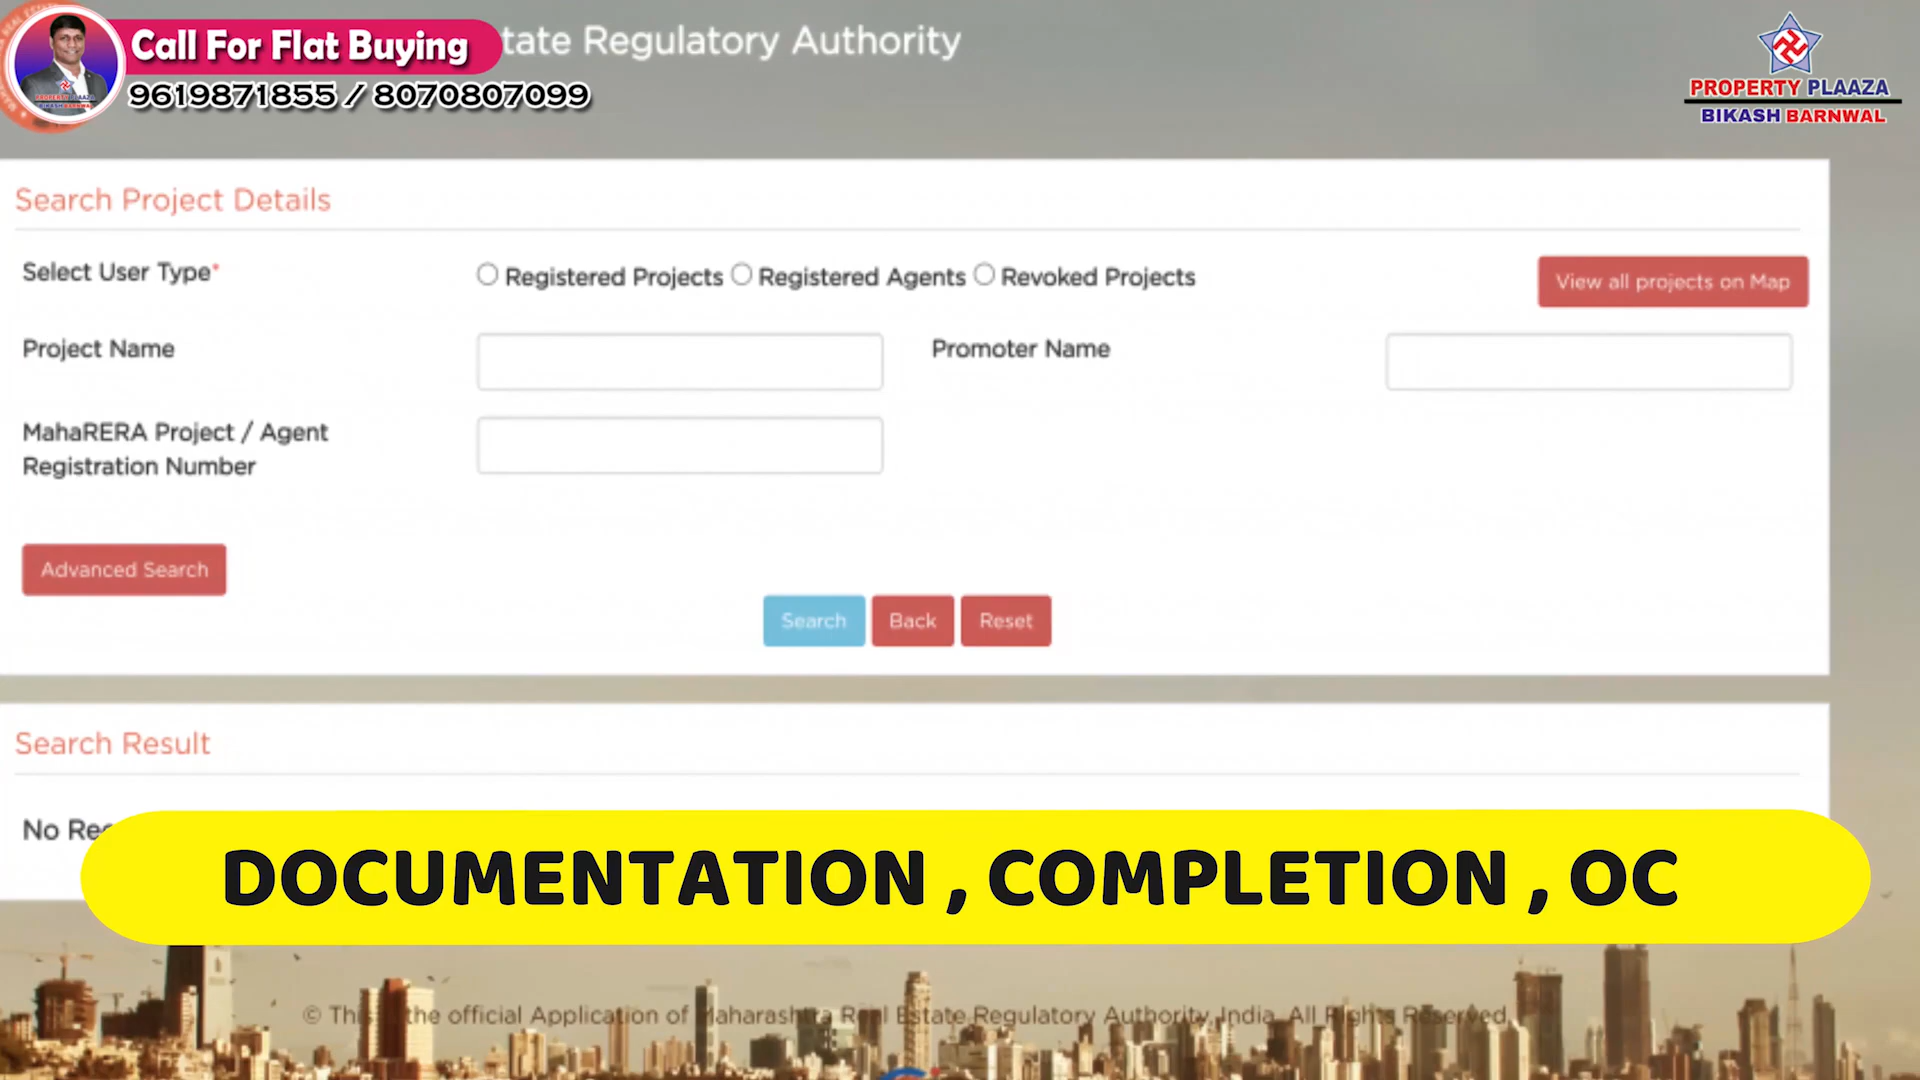 Call For Flat Buying
9619871855 / 8070807099
tate Regulatory Authority
PROPERTY PLAAZA
BIKASH BARNWAL
Search Project Details
Select User Type*
Registered Projects Registered Agents Revoked Projects
View all projects on Map
Project Name
Promoter Name
MahaRERA Project / Agent
Registration Number
Advanced Search
Search Back Reset
Search Result
No Rec
DOCUMENTATION , COMPLETION , OC
© This the official Application of Maharashtra Real Estate Regulatory Authority, India. All Rights Reserved.